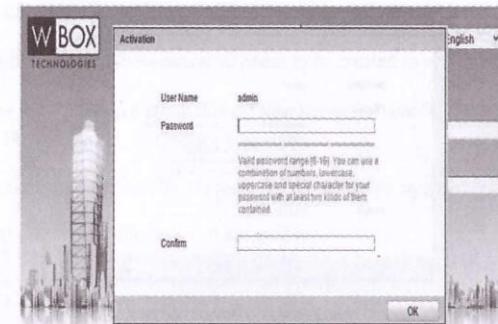 W BOX
TECHNOLOGIES
English
Activation
User Name admin
Password
Valid password range [8-16]. You can use a
combination of numbers, lowercase,
uppercase and special character for your
password with at least two kinds of them
contained.
Confirm
OK